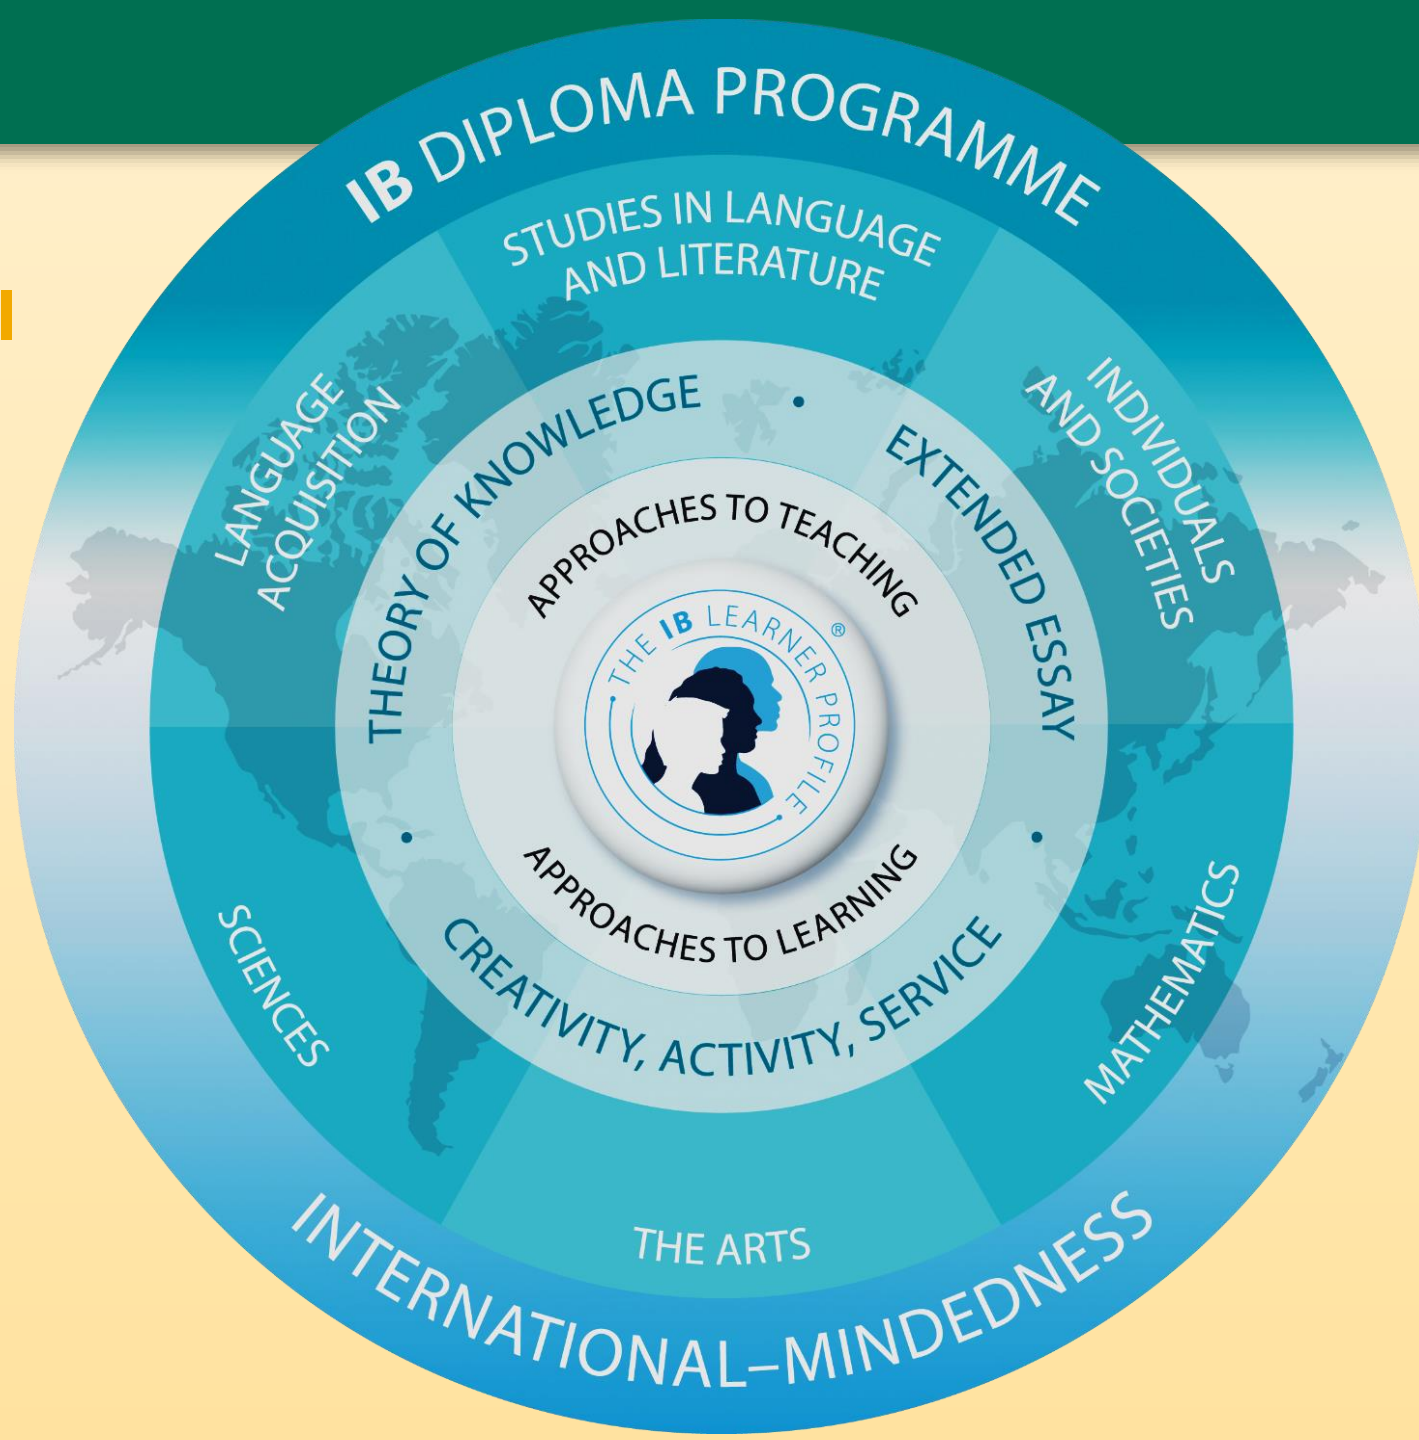 IB DIPLOMA PROGRAMME
STUDIES IN LANGUAGE
AND LITERATURE
LANGUAGE
ACQUISITION
INDIVIDUALS
AND SOCIETIES
THEORY OF KNOWLEDGE
•
EXTENDED ESSAY
APPROACHES TO TEACHING
THE IB LEARNER PROFILE ®
APPROACHES TO LEARNING
•
CREATIVITY, ACTIVITY, SERVICE
•
SCIENCES
MATHEMATICS
THE ARTS
INTERNATIONAL–MINDEDNESS